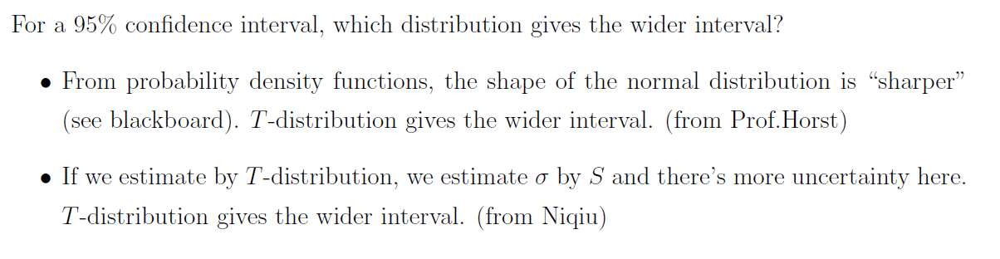 For a 95% confidence interval, which distribution gives the wider interval?
• From probability density functions, the shape of the normal distribution is “sharper”
(see blackboard). T-distribution gives the wider interval. (from Prof.Horst)
• If we estimate by T-distribution, we estimate σ by S and there’s more uncertainty here.
T-distribution gives the wider interval. (from Niqiu)